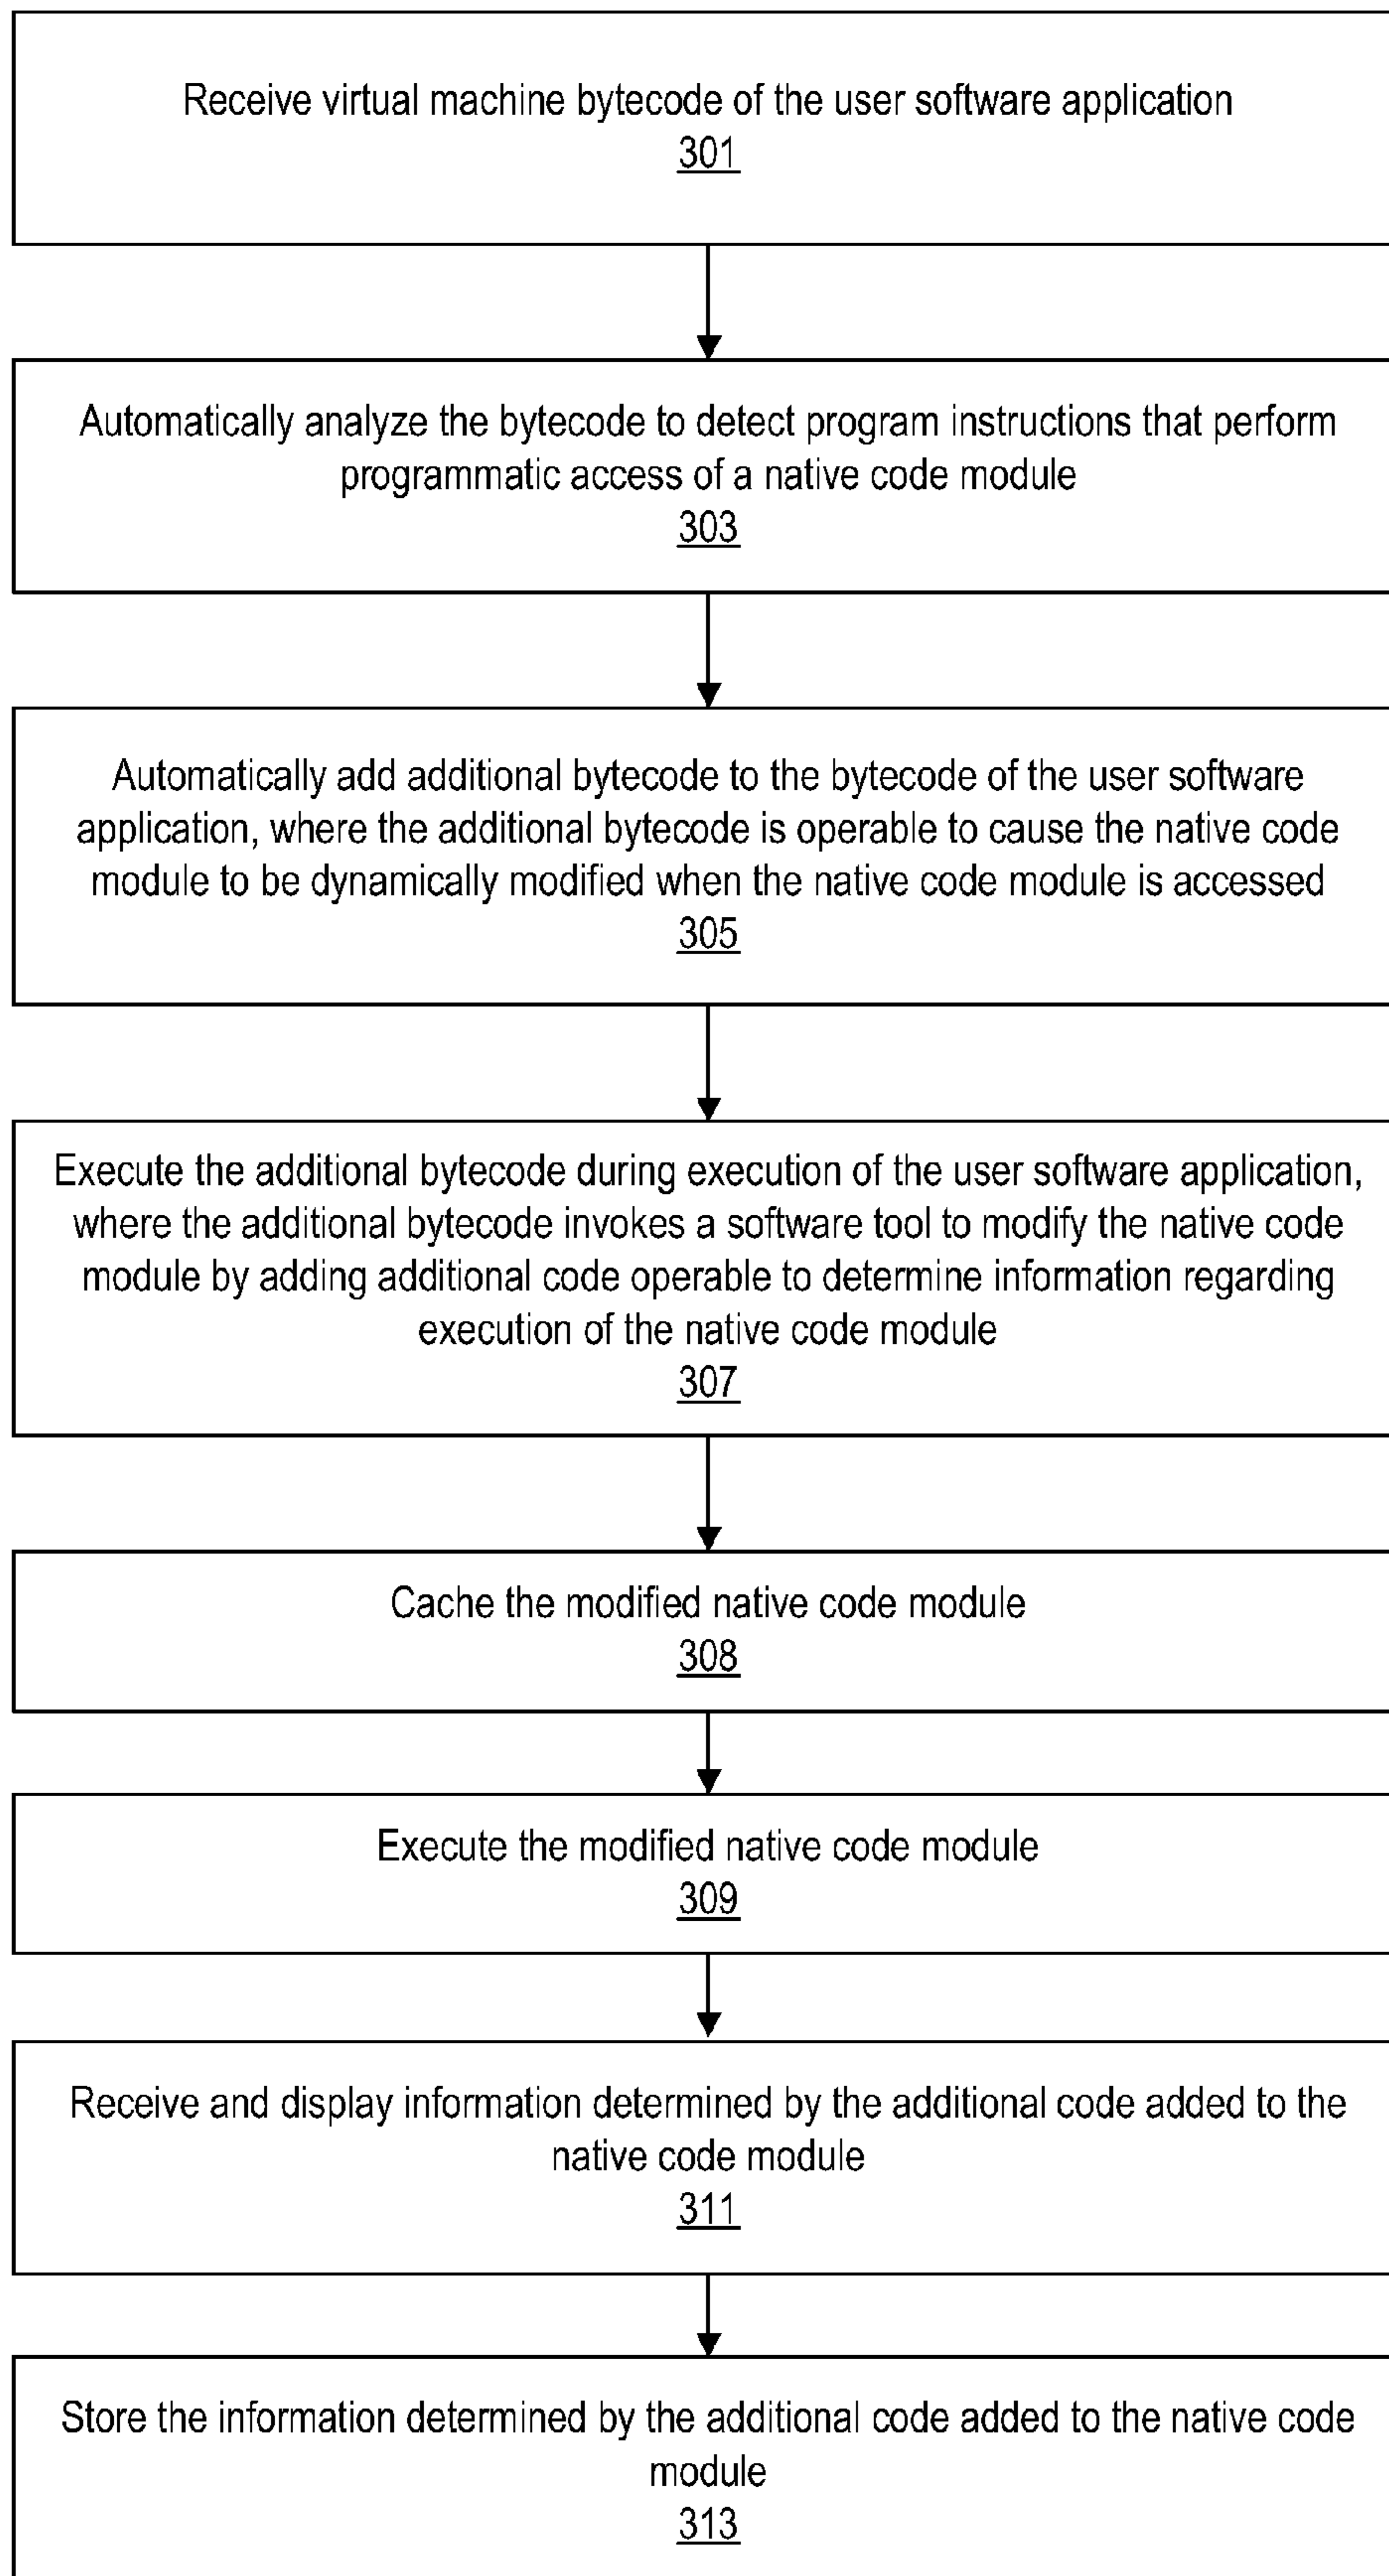 Receive virtual machine bytecode of the user software application
301
Automatically analyze the bytecode to detect program instructions that perform
programmatic access of a native code module
303
Automatically add additional bytecode to the bytecode of the user software
application, where the additional bytecode is operable to cause the native code
module to be dynamically modified when the native code module is accessed
305
Execute the additional bytecode during execution of the user software application,
where the additional bytecode invokes a software tool to modify the native code
module by adding additional code operable to determine information regarding
execution of the native code module
307
Cache the modified native code module
308
Execute the modified native code module
309
Receive and display information determined by the additional code added to the
native code module
311
Store the information determined by the additional code added to the native code
module
313